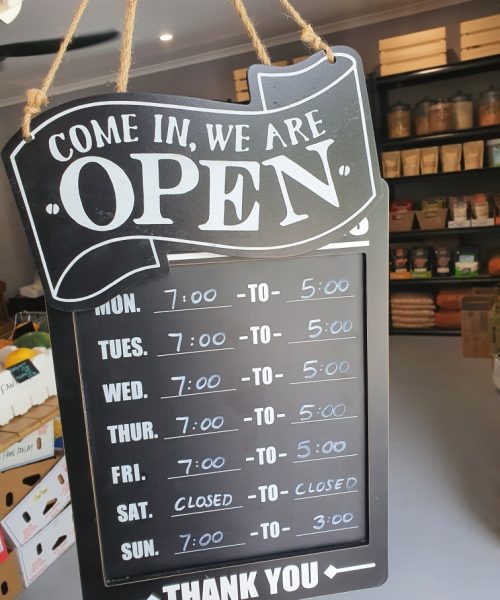 COME IN, WE ARE
OPEN
MON. 7:00 -TO- 5:00
TUES. 7:00 -TO- 5:00
WED. 7:00 -TO- 5:00
THUR. 7:00 -TO- 5:00
FRI. 7:00 -TO- 5:00
SAT. CLOSED -TO- CLOSED
SUN. 7:00 -TO- 3:00
THANK YOU